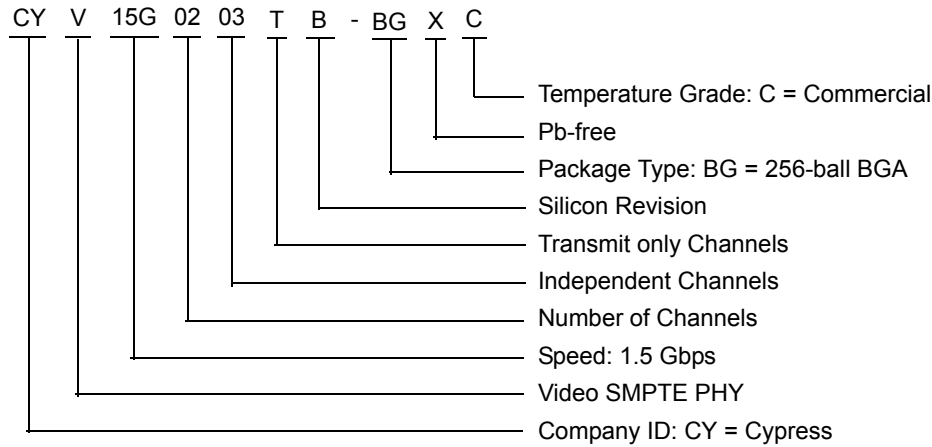 CY V 15G 02 03 T B - BG X C
Temperature Grade: C = Commercial
Pb-free
Package Type: BG = 256-ball BGA
Silicon Revision
Transmit only Channels
Independent Channels
Number of Channels
Speed: 1.5 Gbps
Video SMPTE PHY
Company ID: CY = Cypress